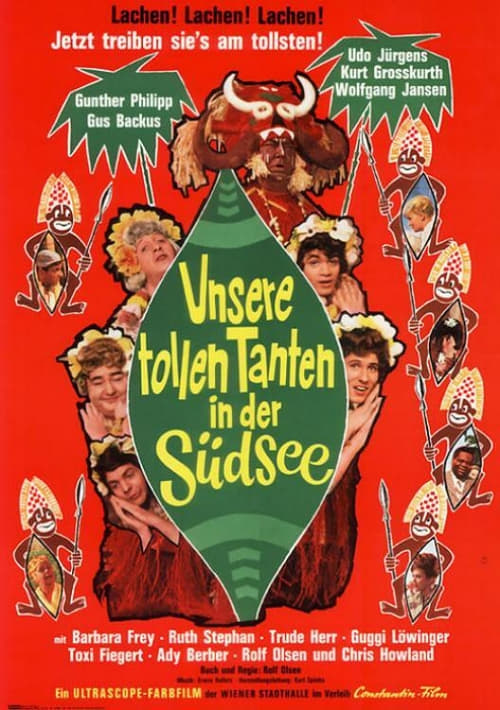 Lachen! Lachen! Lachen!
Jetzt treiben sie's am tollsten!
Gunther Philipp
Gus Backus
Udo Jürgens
Kurt Grosskurth
Wolfgang Jansen
Unsere
tollen Tanten
in der
Südsee
mit Barbara Frey · Ruth Stephan · Trude Herr · Guggi Löwinger
Toxi Fiegert · Ady Berber · Rolf Olsen und Chris Howland
Buch und Regie: Rolf Olsen
Ein ULTRASCOPE-FARBFILM der WIENER STADTHALLE im Verleih Constantin-Film